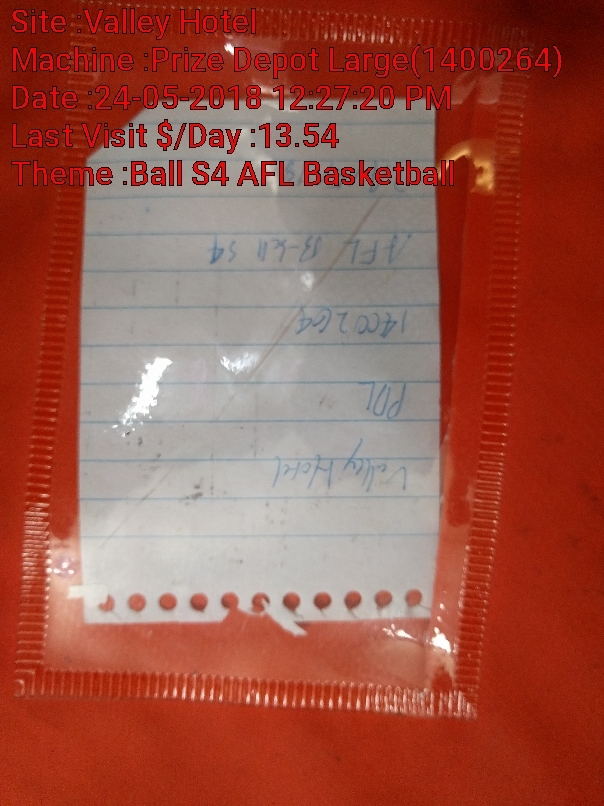 Site :Valley Hotel
Machine :Prize Depot Large(1400264)
Date :24-05-2018 12:27:20 PM
Last Visit $/Day :13.54
Theme :Ball S4 AFL Basketball
Valley Hotel
PDL
1400264
AFL B-Ball S4